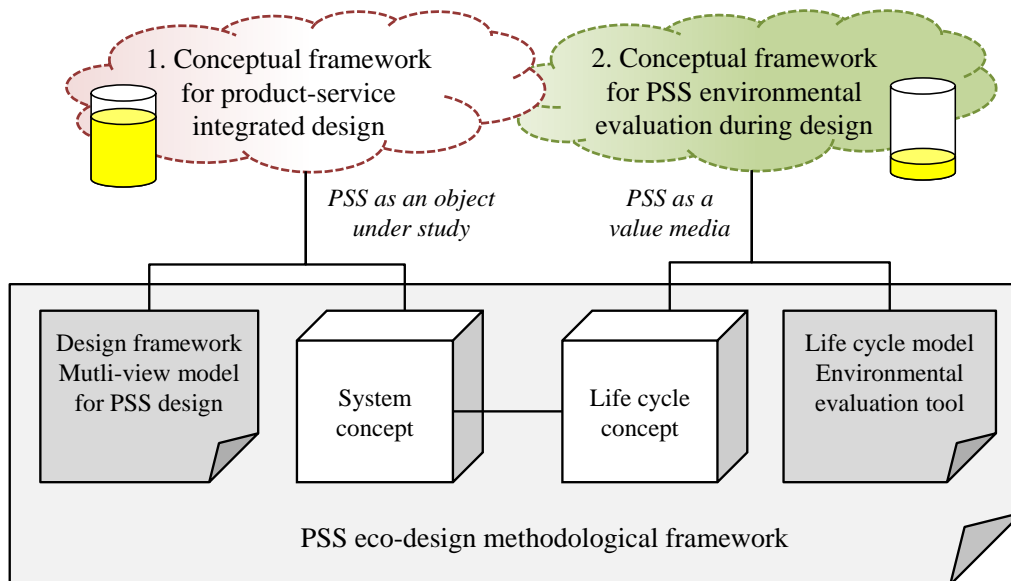 1. Conceptual framework
for product-service
integrated design
2. Conceptual framework
for PSS environmental
evaluation during design
PSS as an object
under study
PSS as a
value media
Design framework
Mutli-view model
for PSS design
System
concept
Life cycle
concept
Life cycle model
Environmental
evaluation tool
PSS eco-design methodological framework